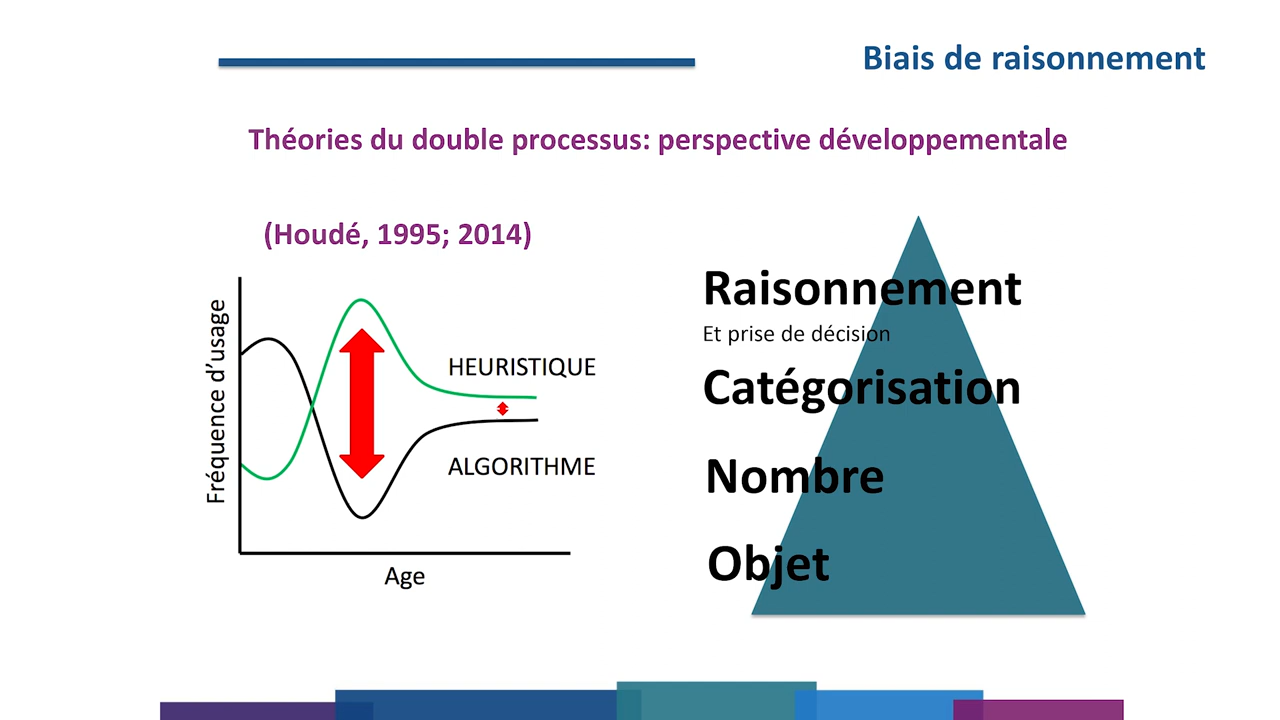 Biais de raisonnement
Théories du double processus: perspective développementale
(Houdé, 1995; 2014)
Fréquence d’usage
HEURISTIQUE
ALGORITHME
Age
Raisonnement
Et prise de décision
Catégorisation
Nombre
Objet